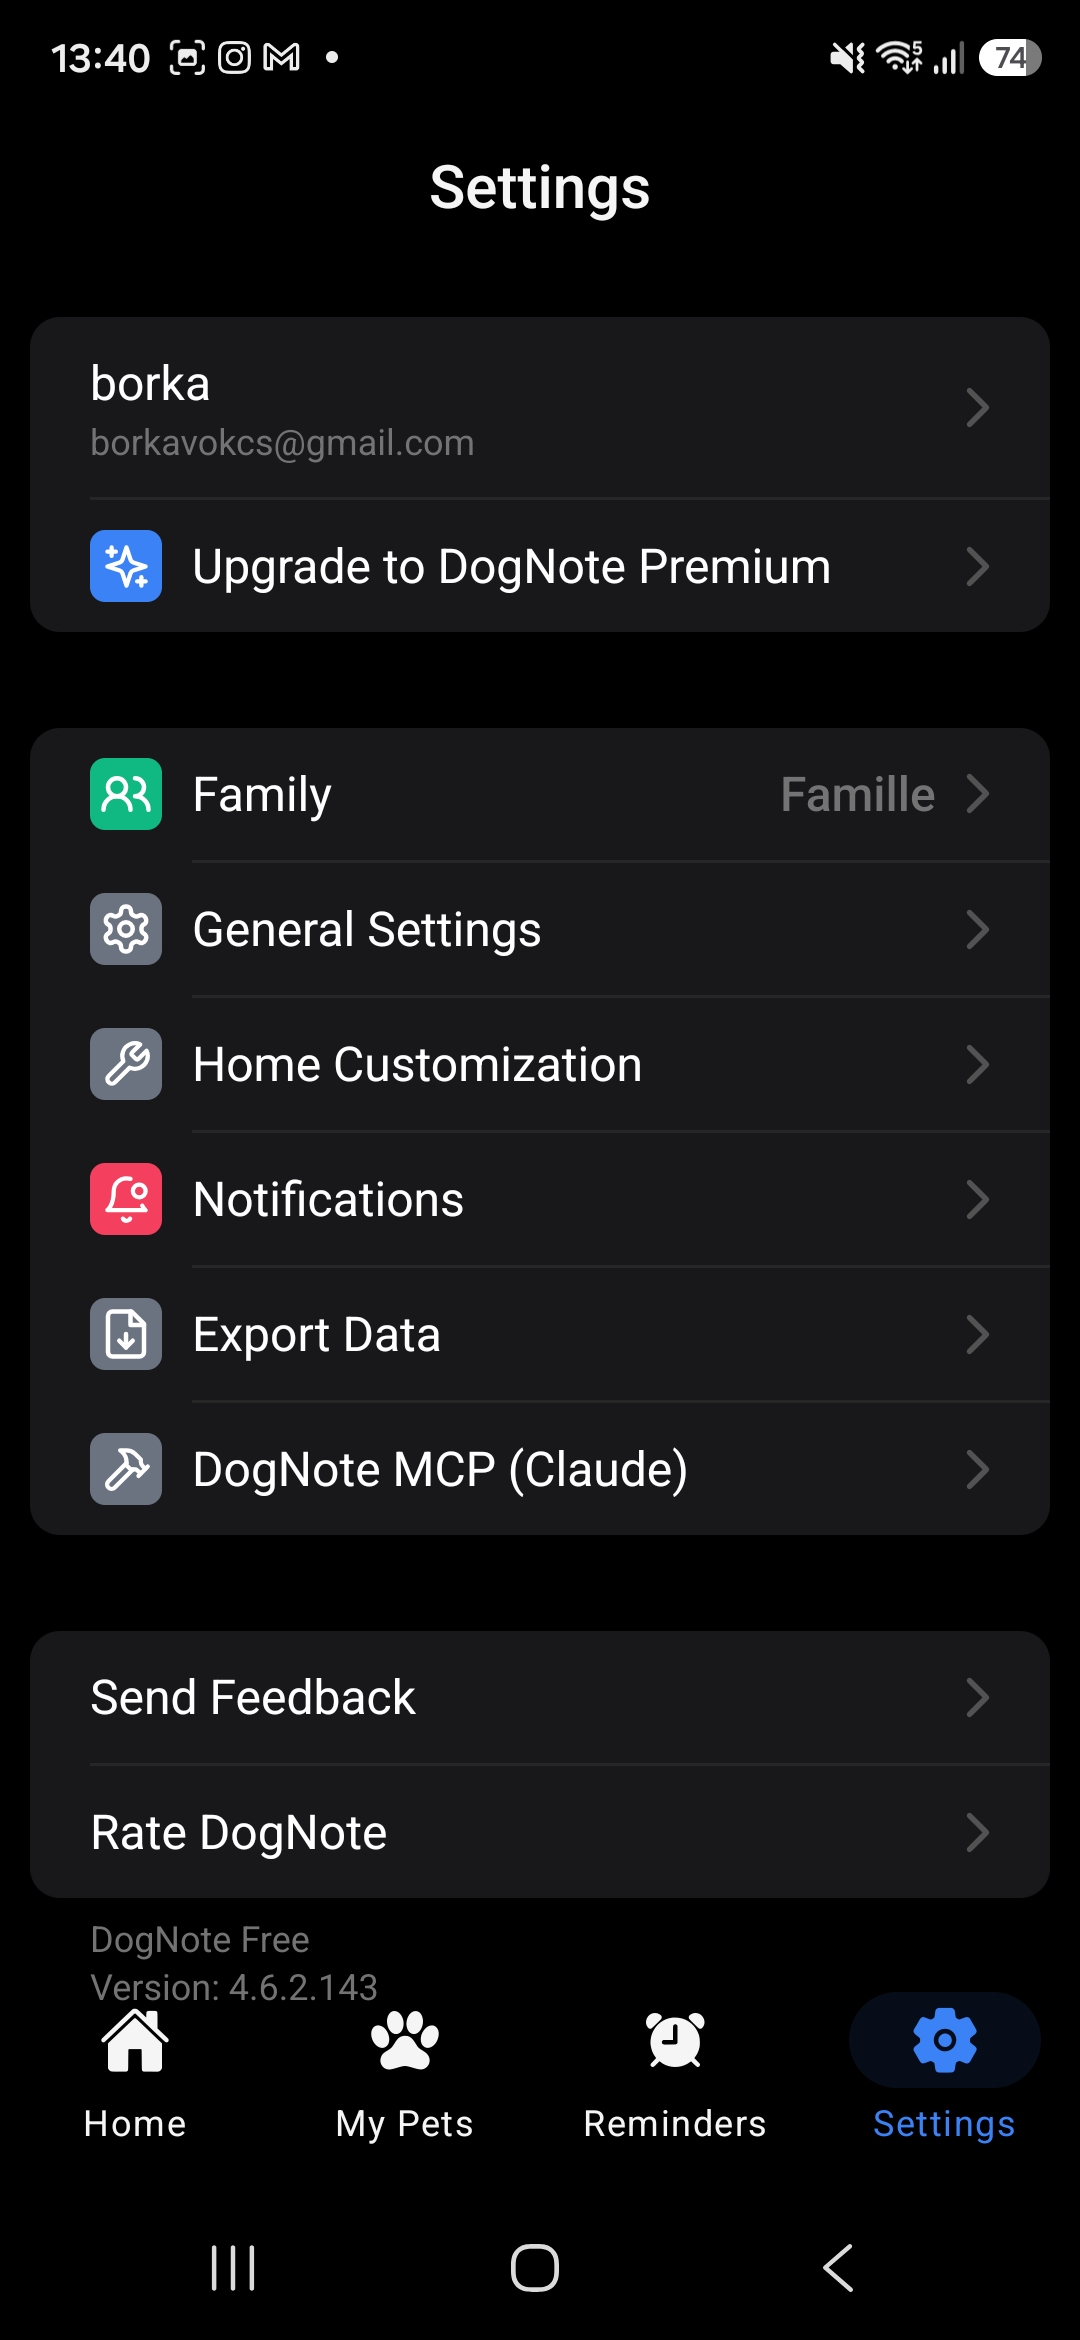 13:40
5
74
Settings
borka
borkavokcs@gmail.com
Upgrade to DogNote Premium
Family
Famille
General Settings
Home Customization
Notifications
Export Data
DogNote MCP (Claude)
Send Feedback
Rate DogNote
DogNote Free
Version: 4.6.2.143
Home
My Pets
Reminders
Settings